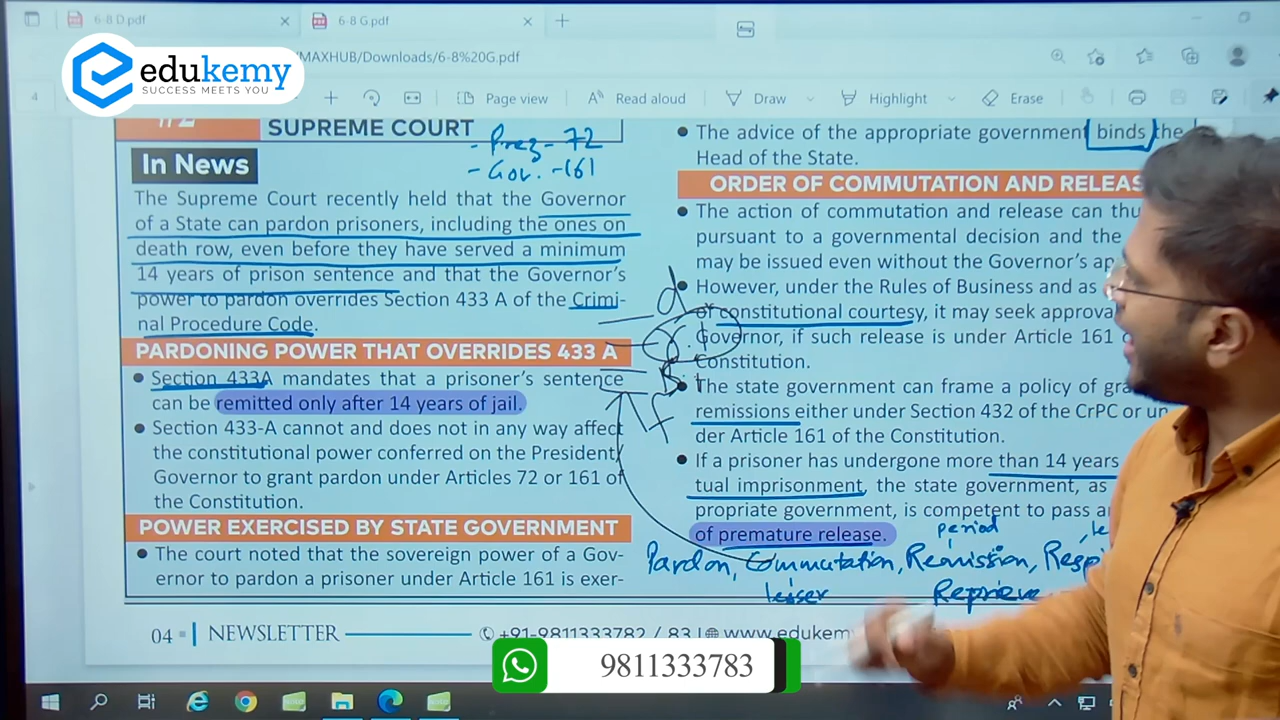 6-8 D.pdf
6-8 G.pdf
edukemy
SUCCESS MEETS YOU
/MAXHUB/Downloads/6-8%20G.pdf
4
Page view
Read aloud
Draw
Highlight
Erase
SUPREME COURT
- Prez - 72
- Gov. - 161
In News
The Supreme Court recently held that the Governor
of a State can pardon prisoners, including the ones on
death row, even before they have served a minimum
14 years of prison sentence and that the Governor's
power to pardon overrides Section 433 A of the Crimi-
nal Procedure Code.
PARDONING POWER THAT OVERRIDES 433 A
• Section 433A mandates that a prisoner's sentence
can be remitted only after 14 years of jail.
• Section 433-A cannot and does not in any way affect
the constitutional power conferred on the President/
Governor to grant pardon under Articles 72 or 161 of
the Constitution.
POWER EXERCISED BY STATE GOVERNMENT
• The court noted that the sovereign power of a Gov-
ernor to pardon a prisoner under Article 161 is exer-
• The advice of the appropriate government binds the
Head of the State.
ORDER OF COMMUTATION AND RELEAS
• The action of commutation and release can thu
pursuant to a governmental decision and the
may be issued even without the Governor's ap
• However, under the Rules of Business and as
of constitutional courtesy, it may seek approva
Governor, if such release is under Article 161
Constitution.
• The state government can frame a policy of gra
remissions either under Section 432 of the CrPC or un
der Article 161 of the Constitution.
• If a prisoner has undergone more than 14 years
tual imprisonment, the state government, as
propriate government, is competent to pass a
of premature release.
period
Pardon, Commutation, Remission, Resp
lesser
Reprieve
04
NEWSLETTER
+91-9811333782 / 83 | www.edukemy
9811333783